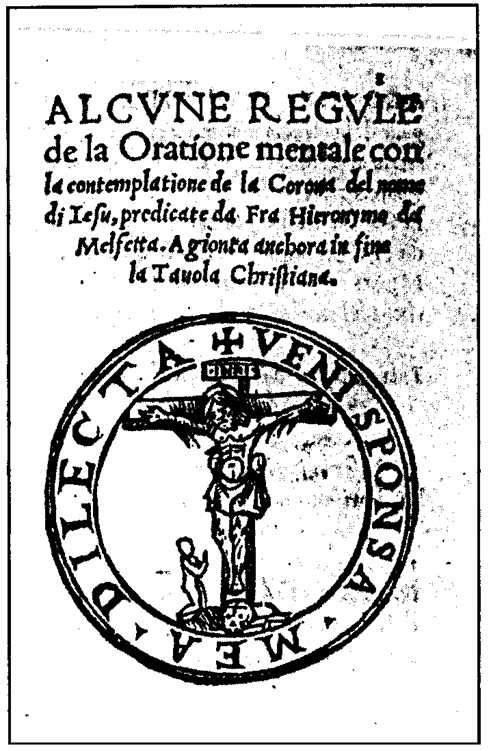 ALCVNE REGVLE
de la Oratione mentale con
la contemplatione de la Corona del nome
di Iesu, predicate da Fra Hieronymo da
Melfetta. Agionta anchora in fine
la Tauola Christiana.
✠ VENI SPONSA · MEA · DILECTA
INRI